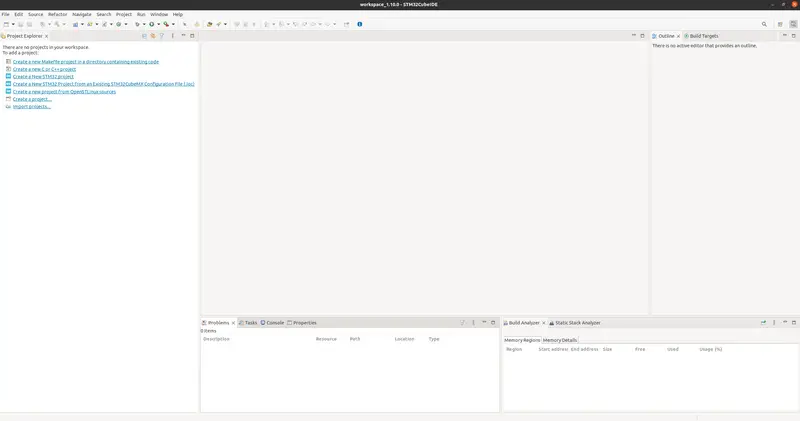 workspace_1.10.0 - STM32CubeIDE
File Edit Source Refactor Navigate Search Project Run Window Help
Project Explorer
There are no projects in your workspace.
To add a project:
Create a new Makefile project in a directory containing existing code
Create a new C or C++ project
Create a New STM32 project
Create a New STM32 Project from an Existing STM32CubeMX Configuration File (.ioc)
Create a new project from OpenSTLinux sources
Create a project...
Import projects...
Outline Build Targets
There is no active editor that provides an outline.
Problems Tasks Console Properties
0 items
Description Resource Path Location Type
Build Analyzer Static Stack Analyzer
Memory Regions Memory Details
Region Start address End address Size Free Used Usage (%)